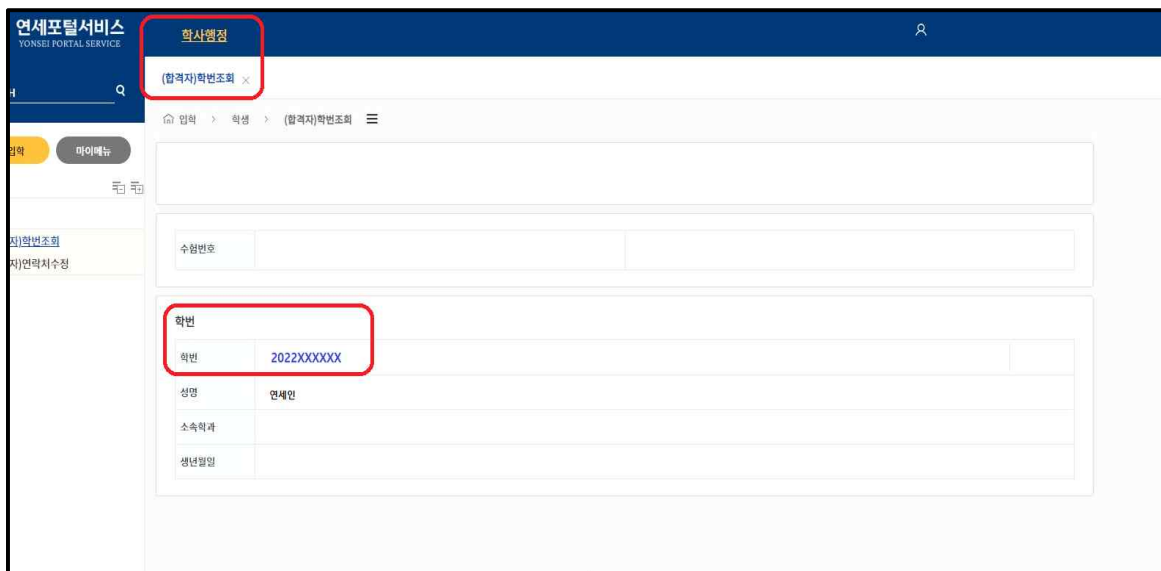 연세포털서비스
YONSEI PORTAL SERVICE
학사행정
(합격자)학번조회
입학 > 학생 > (합격자)학번조회
입학
마이메뉴
자)학번조회
자)연락처수정
수험번호
학번
학번 2022XXXXXX
성명 연세인
소속학과
생년월일